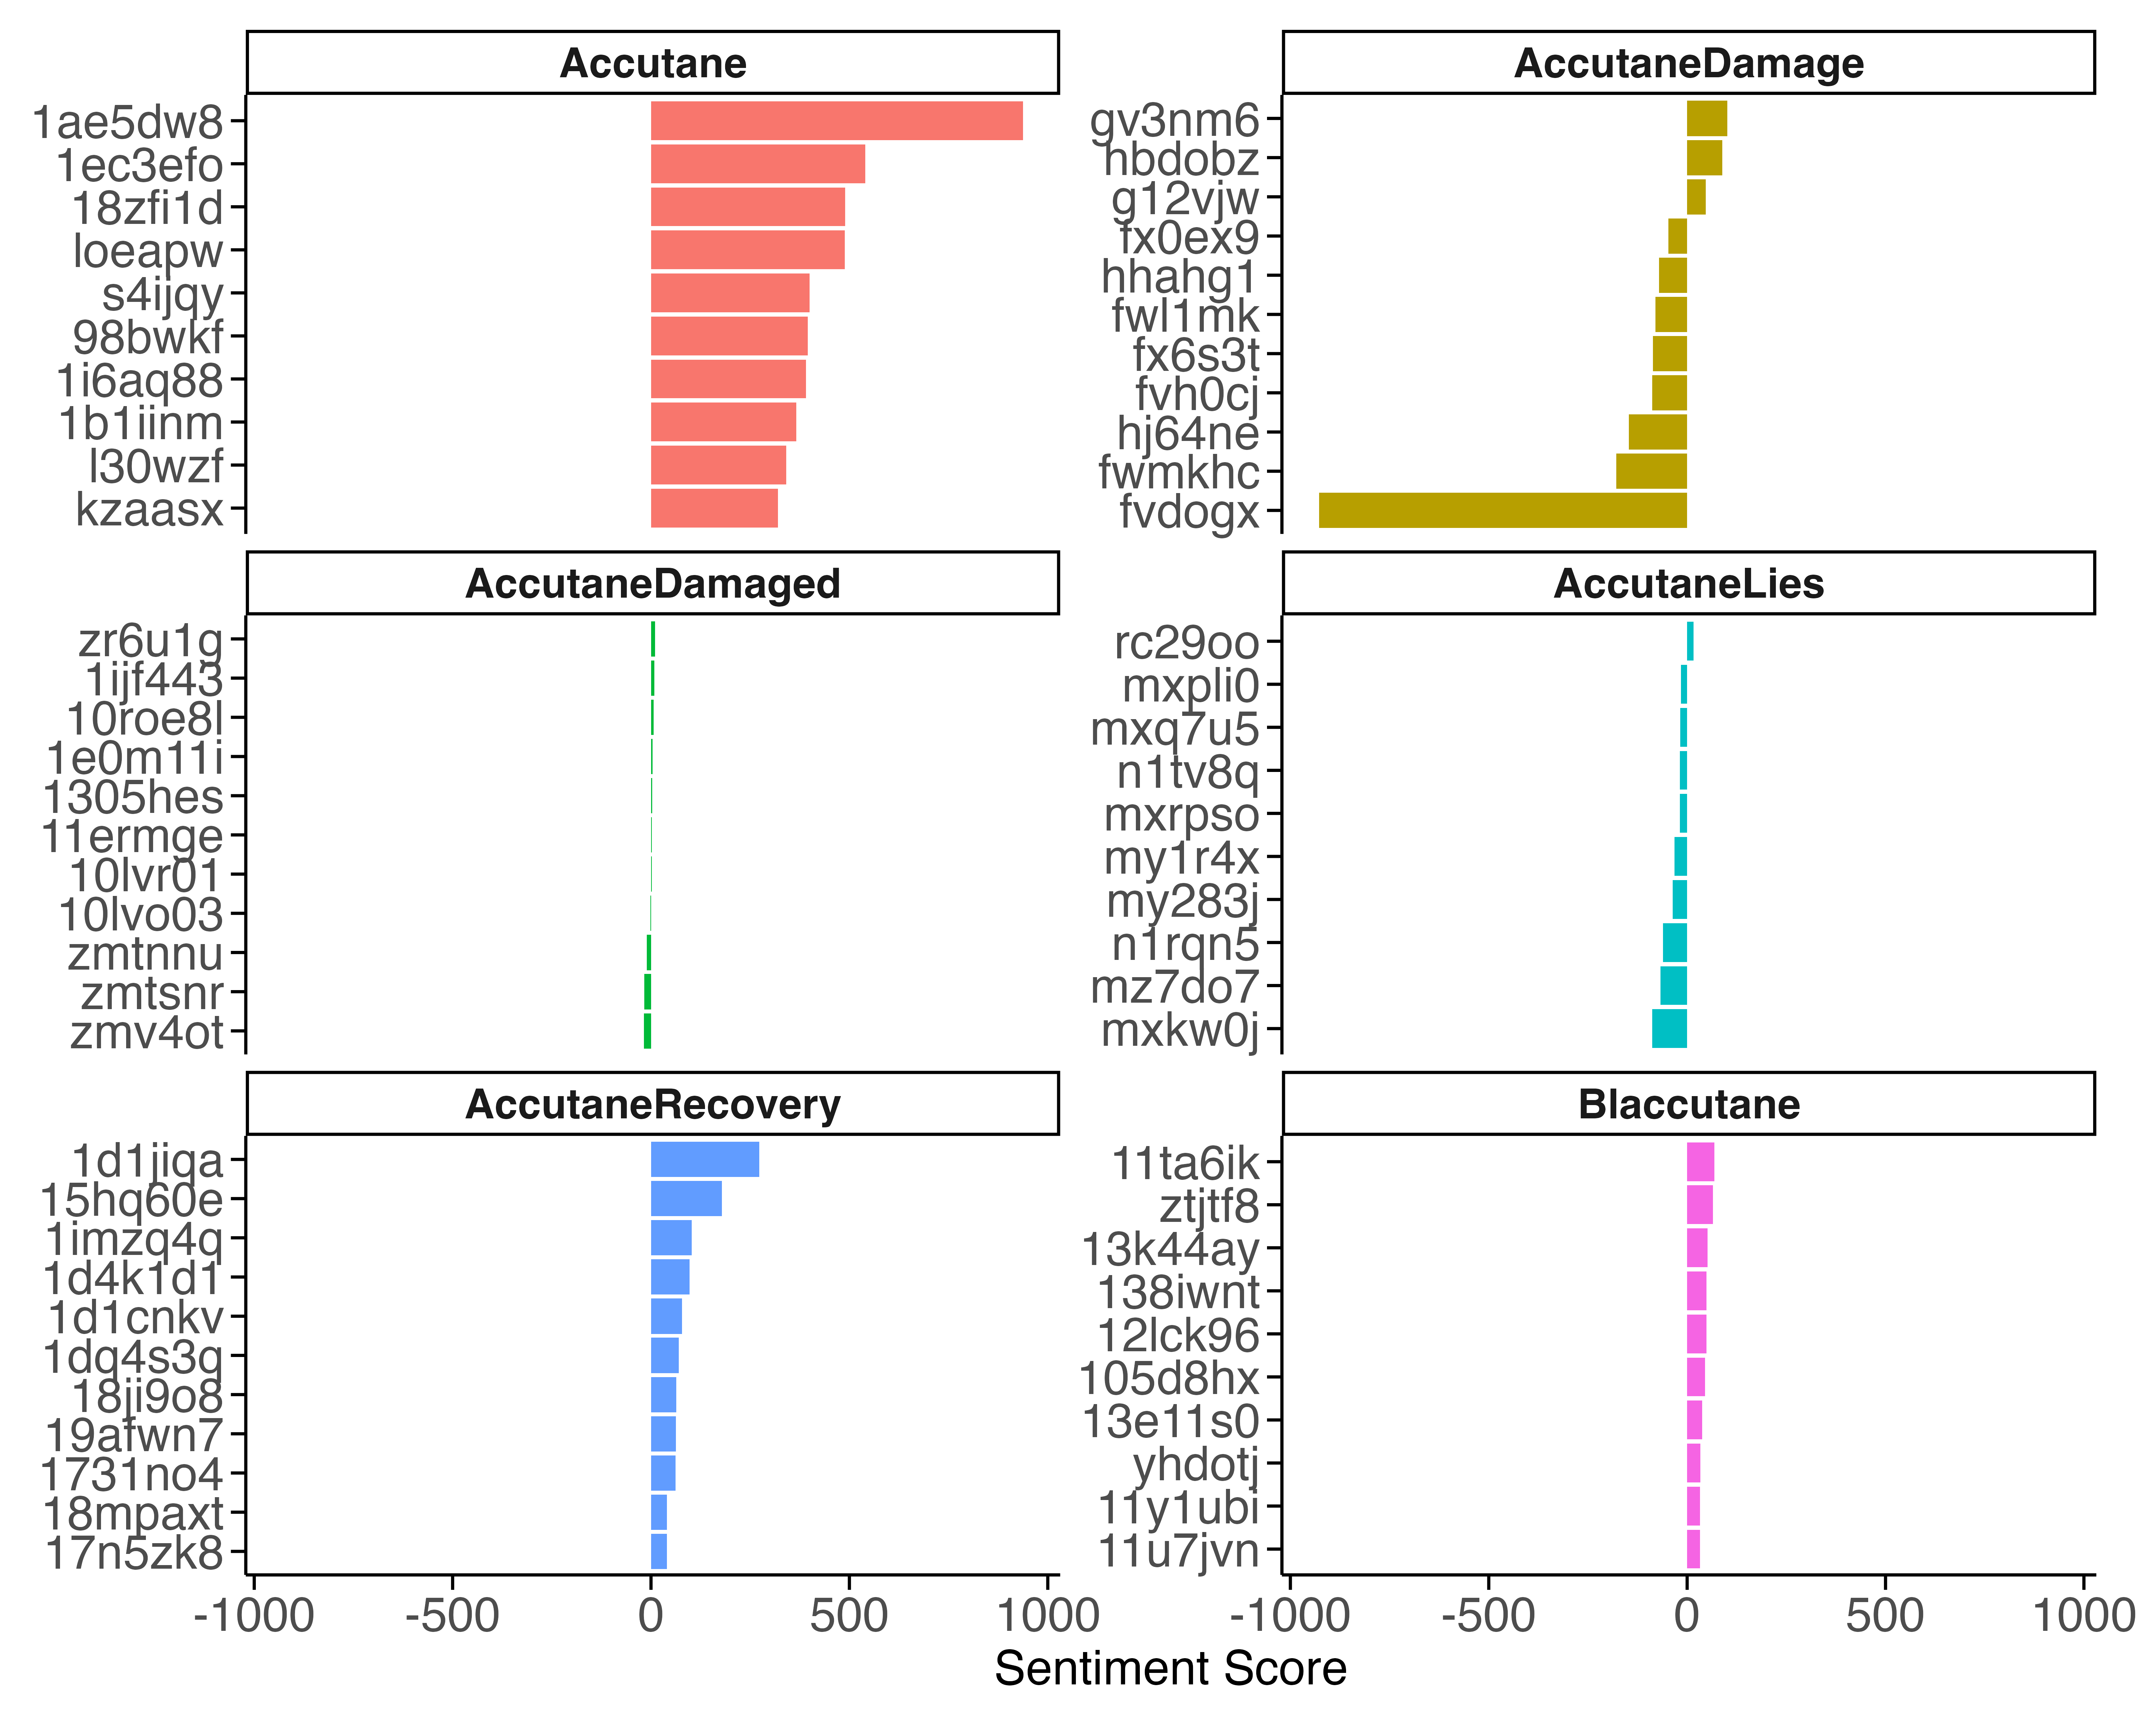 Accutane
1ae5dw8
1ec3efo
18zfi1d
loeapw
s4ijqy
98bwkf
1i6aq88
1b1iinm
l30wzf
kzaasx
AccutaneDamage
gv3nm6
hbdobz
g12vjw
fx0ex9
hhahg1
fwl1mk
fx6s3t
fvh0cj
hj64ne
fwmkhc
fvdogx
AccutaneDamaged
zr6u1g
1ijf443
10roe8l
1e0m11i
1305hes
11ermge
10lvr01
10lvo03
zmtnnu
zmtsnr
zmv4ot
AccutaneLies
rc29oo
mxpli0
mxq7u5
n1tv8q
mxrpso
my1r4x
my283j
n1rqn5
mz7do7
mxkw0j
AccutaneRecovery
1d1jiqa
15hq60e
1imzq4q
1d4k1d1
1d1cnkv
1dq4s3q
18ji9o8
19afwn7
1731no4
18mpaxt
17n5zk8
-1000 -500 0 500 1000
Blaccutane
11ta6ik
ztjtf8
13k44ay
138iwnt
12lck96
105d8hx
13e11s0
yhdotj
11y1ubi
11u7jvn
-1000 -500 0 500 1000
Sentiment Score